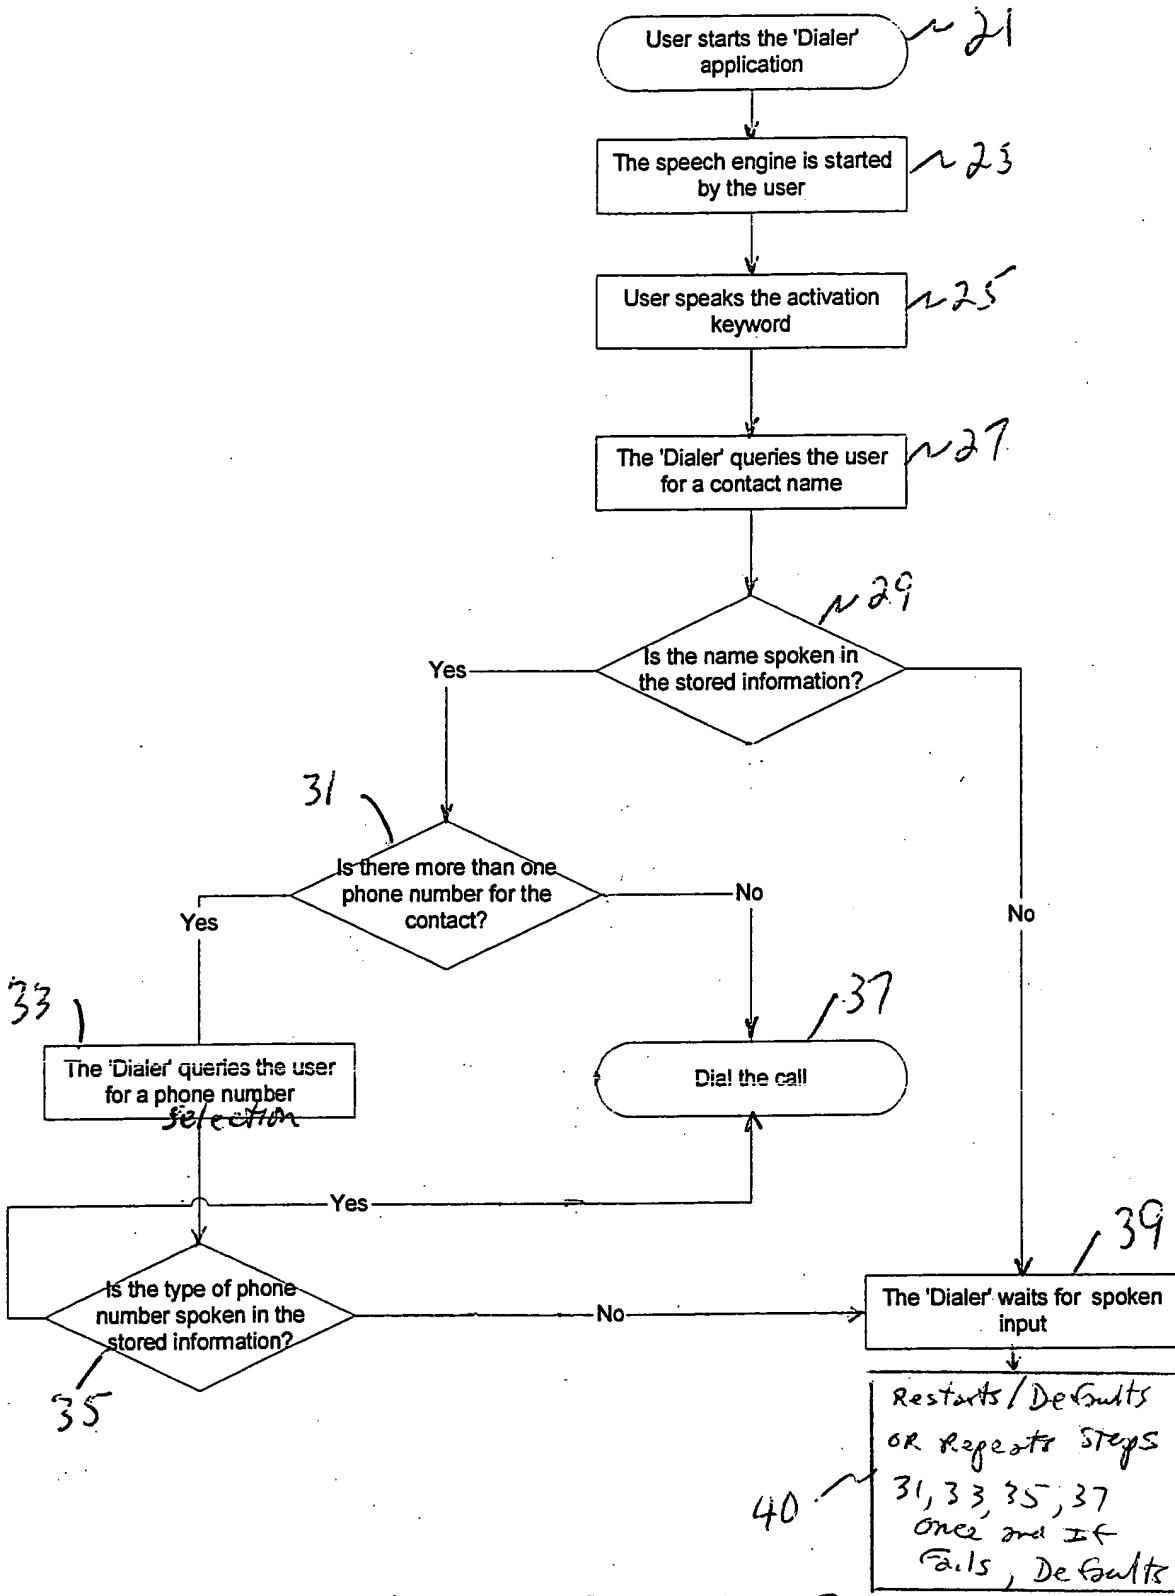 User starts the 'Dialer'
application
21
The speech engine is started
by the user
23
User speaks the activation
keyword
25
The 'Dialer' queries the user
for a contact name
27
29
Is the name spoken in
the stored information?
Yes
No
31
Is there more than one
phone number for the
contact?
Yes
No
33
The 'Dialer' queries the user
for a phone number
selection
37
Dial the call
Yes
Is the type of phone
number spoken in the
stored information?
35
No
39
The 'Dialer' waits for spoken
input
Restarts/Defaults
OR Repeats Steps
31, 33, 35, 37
once and If
Fails, Defaults
40